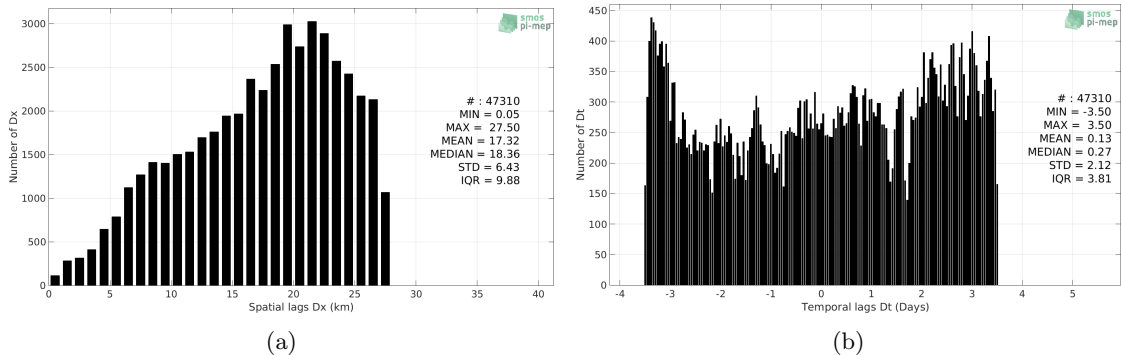 3000
2500
2000
1500
1000
500
0
Number of Dx
smos
pi-mep
# : 47310
MIN = 0.05
MAX = 27.50
MEAN = 17.32
MEDIAN = 18.36
STD = 6.43
IQR = 9.88
0 5 10 15 20 25 30 35 40
Spatial lags Dx (km)
(a)
450
400
350
300
250
200
150
100
50
0
Number of Dt
smos
pi-mep
# : 47310
MIN = -3.50
MAX = 3.50
MEAN = 0.13
MEDIAN = 0.27
STD = 2.12
IQR = 3.81
-4 -3 -2 -1 0 1 2 3 4 5
Temporal lags Dt (Days)
(b)